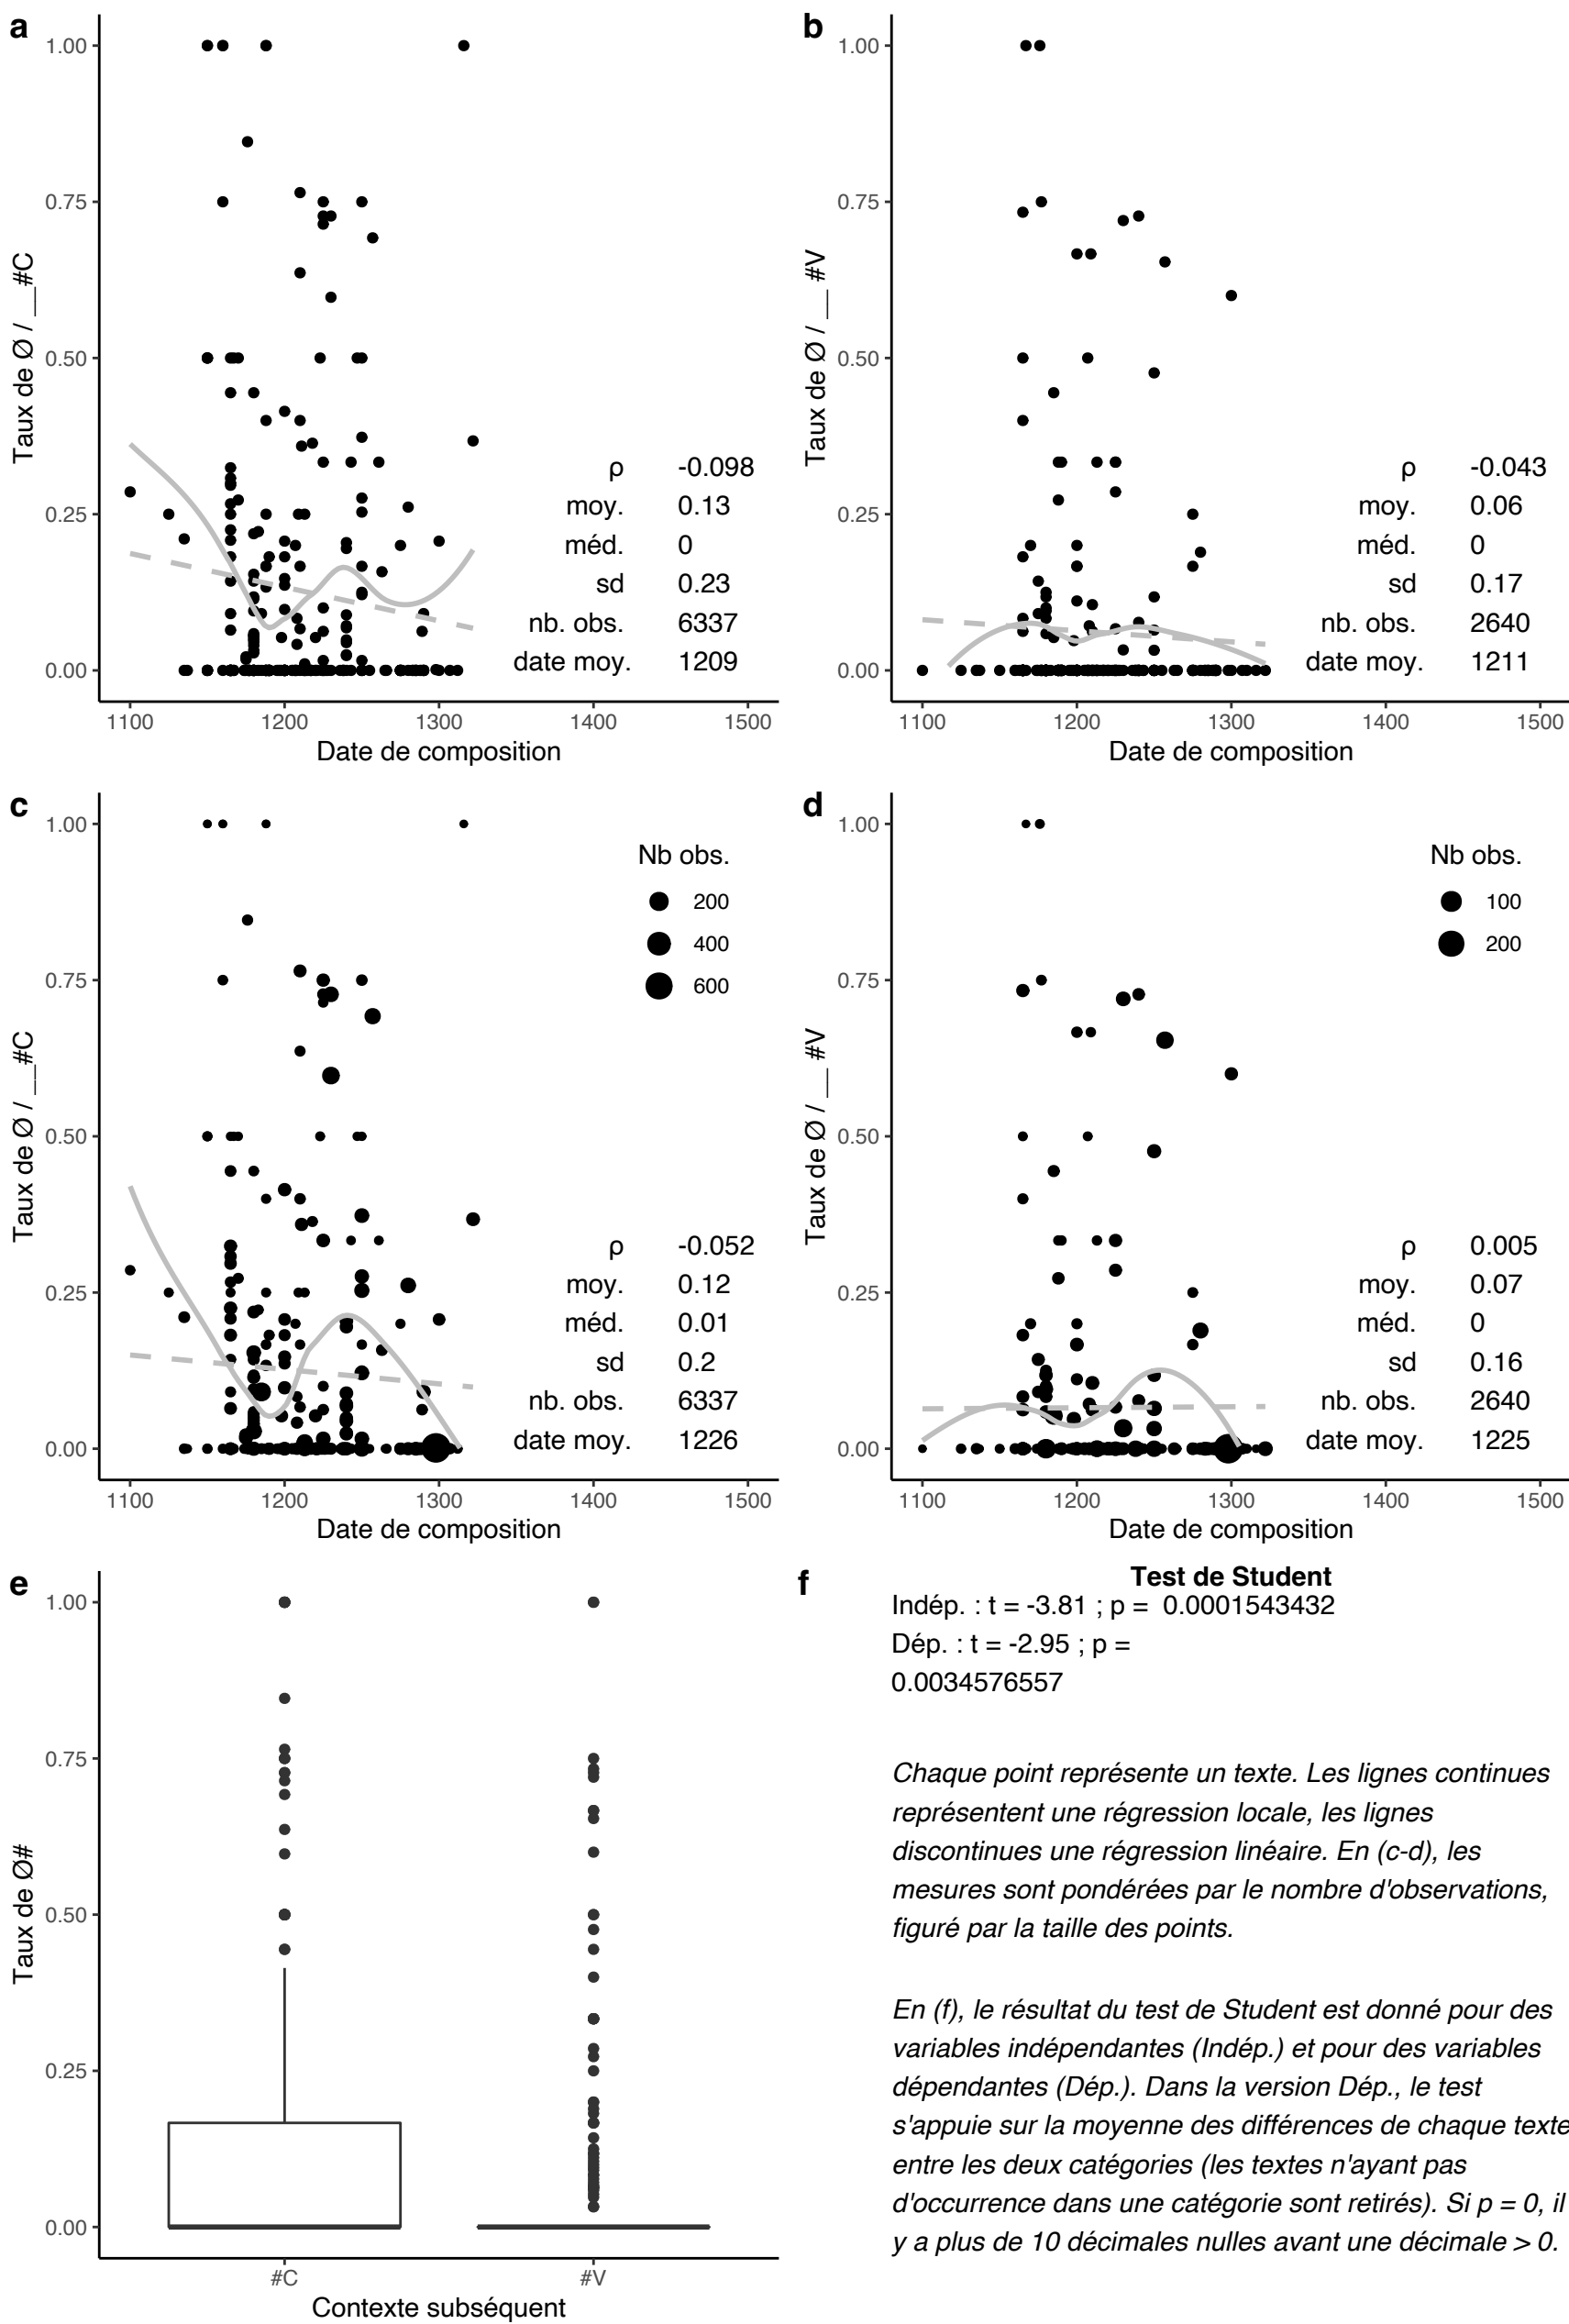 a
1.00
0.75
0.50
0.25
0.00
Taux de Ø / __#C
ρ -0.098
moy. 0.13
méd. 0
sd 0.23
nb. obs. 6337
date moy. 1209
1100 1200 1300 1400 1500
Date de composition
b
1.00
0.75
0.50
0.25
0.00
Taux de Ø / __#V
ρ -0.043
moy. 0.06
méd. 0
sd 0.17
nb. obs. 2640
date moy. 1211
1100 1200 1300 1400 1500
Date de composition
c
1.00
0.75
0.50
0.25
0.00
Taux de Ø / __#C
Nb obs.
200
400
600
ρ -0.052
moy. 0.12
méd. 0.01
sd 0.2
nb. obs. 6337
date moy. 1226
1100 1200 1300 1400 1500
Date de composition
d
1.00
0.75
0.50
0.25
0.00
Taux de Ø / __#V
Nb obs.
100
200
ρ 0.005
moy. 0.07
méd. 0
sd 0.16
nb. obs. 2640
date moy. 1225
1100 1200 1300 1400 1500
Date de composition
e
1.00
0.75
0.50
0.25
0.00
Taux de Ø#
#C #V
Contexte subséquent
f
Test de Student
Indép. : t = -3.81 ; p =  0.0001543432
Dép. : t = -2.95 ; p =
0.0034576557
Chaque point représente un texte. Les lignes continues
représentent une régression locale, les lignes
discontinues une régression linéaire. En (c-d), les
mesures sont pondérées par le nombre d'observations,
figuré par la taille des points.
En (f), le résultat du test de Student est donné pour des
variables indépendantes (Indép.) et pour des variables
dépendantes (Dép.). Dans la version Dép., le test
s'appuie sur la moyenne des différences de chaque texte
entre les deux catégories (les textes n'ayant pas
d'occurrence dans une catégorie sont retirés). Si p = 0, il
y a plus de 10 décimales nulles avant une décimale > 0.